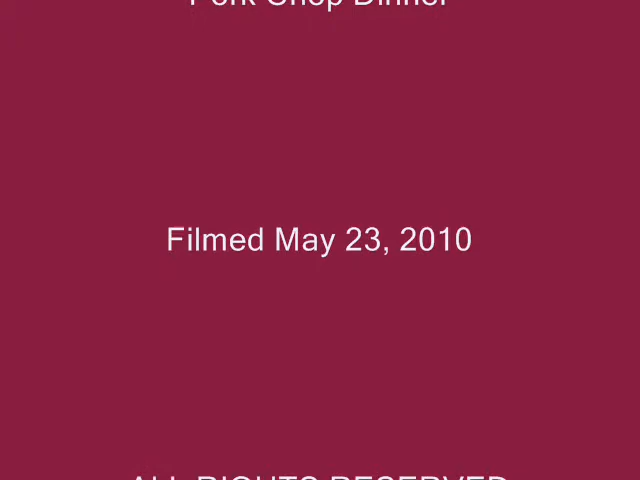 Pork Chop Dinner
Filmed May 23, 2010
ALL RIGHTS RESERVED